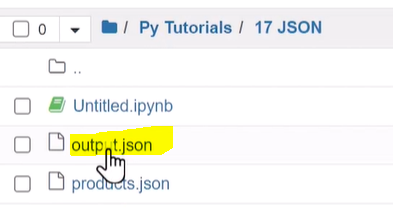 0 / Py Tutorials / 17 JSON
..
Untitled.ipynb
output.json
products.json